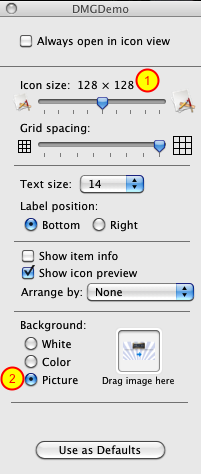 DMGDemo
Always open in icon view
Icon size: 128 × 128 1
Grid spacing:
Text size: 14
Label position:
Bottom Right
Show item info
Show icon preview
Arrange by: None
Background:
White
Color
2 Picture
Drag image here
Use as Defaults